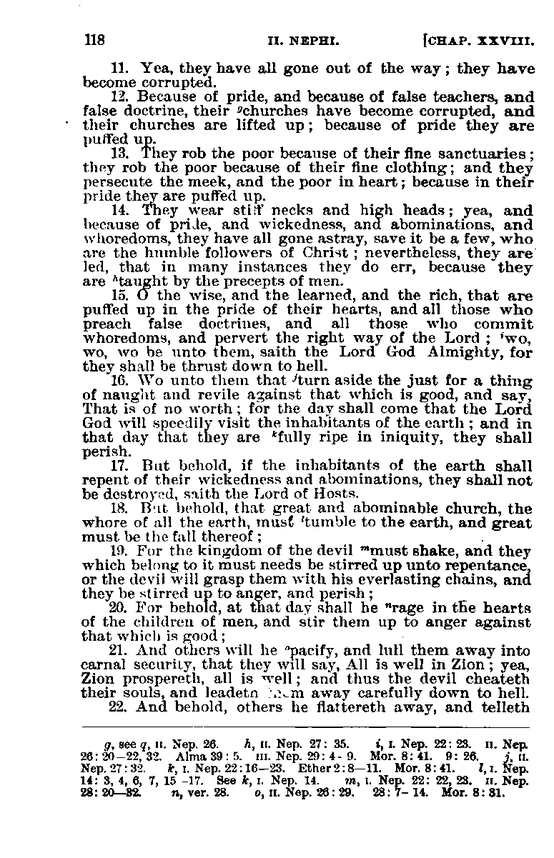 118 II. NEPHI. [CHAP. XXVIII.
11. Yea, they have all gone out of the way; they have
become corrupted.
12. Because of pride, and because of false teachers, and
false doctrine, their ᵍchurches have become corrupted, and
their churches are lifted up; because of pride they are
puffed up.
13. They rob the poor because of their fine sanctuaries;
they rob the poor because of their fine clothing; and they
persecute the meek, and the poor in heart; because in their
pride they are puffed up.
14. They wear stiff necks and high heads; yea, and
because of pride, and wickedness, and abominations, and
whoredoms, they have all gone astray, save it be a few, who
are the humble followers of Christ; nevertheless, they are
led, that in many instances they do err, because they
are ʰtaught by the precepts of men.
15. O the wise, and the learned, and the rich, that are
puffed up in the pride of their hearts, and all those who
preach false doctrines, and all those who commit
whoredoms, and pervert the right way of the Lord; ⁱwo,
wo, wo be unto them, saith the Lord God Almighty, for
they shall be thrust down to hell.
16. Wo unto them that ʲturn aside the just for a thing
of naught and revile against that which is good, and say,
That is of no worth; for the day shall come that the Lord
God will speedily visit the inhabitants of the earth; and in
that day that they are ᵏfully ripe in iniquity, they shall
perish.
17. But behold, if the inhabitants of the earth shall
repent of their wickedness and abominations, they shall not
be destroyed, saith the Lord of Hosts.
18. But behold, that great and abominable church, the
whore of all the earth, must ˡtumble to the earth, and great
must be the fall thereof;
19. For the kingdom of the devil ᵐmust shake, and they
which belong to it must needs be stirred up unto repentance,
or the devil will grasp them with his everlasting chains, and
they be stirred up to anger, and perish;
20. For behold, at that day shall he ⁿrage in the hearts
of the children of men, and stir them up to anger against
that which is good;
21. And others will he ᵒpacify, and lull them away into
carnal security, that they will say, All is well in Zion; yea,
Zion prospereth, all is well; and thus the devil cheateth
their souls, and leadeth them away carefully down to hell.
22. And behold, others he flattereth away, and telleth
g, see q, II. Nep. 26. h, II. Nep. 27: 35. i, I. Nep. 22: 23. II. Nep.
26: 20—22, 32. Alma 39: 5. III. Nep. 29: 4-9. Mor. 8: 41. 9: 26. j, II.
Nep. 27: 32. k, I. Nep. 22: 16—23. Ether 2: 8—11. Mor. 8: 41. l, I. Nep.
14: 3, 4, 6, 7, 15-17. See k, I. Nep. 14. m, I. Nep. 22: 22, 23. II. Nep.
28: 20—32. n, ver. 28. o, II. Nep. 26: 29. 28: 7-14. Mor. 8: 31.